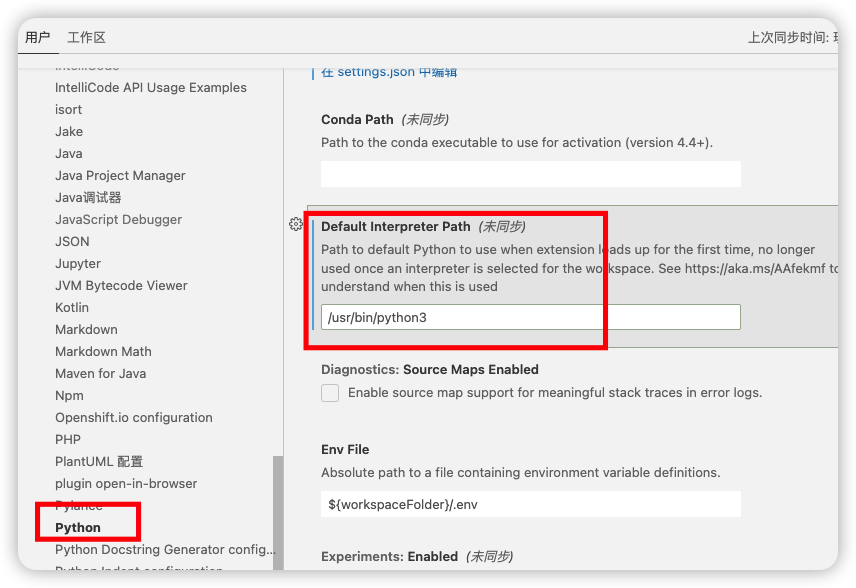 用户 工作区
上次同步时间:
IntelliCode
IntelliCode API Usage Examples
isort
Jake
Java
Java Project Manager
Java调试器
JavaScript Debugger
JSON
Jupyter
JVM Bytecode Viewer
Kotlin
Markdown
Markdown Math
Maven for Java
Npm
Openshift.io configuration
PHP
PlantUML 配置
plugin open-in-browser
Pylance
Python
Python Docstring Generator config...
Python Indent configuration
在 settings.json 中编辑
Conda Path (未同步)
Path to the conda executable to use for activation (version 4.4+).
Default Interpreter Path (未同步)
Path to default Python to use when extension loads up for the first time, no longer
used once an interpreter is selected for the workspace. See https://aka.ms/AAfekmf to
understand when this is used
/usr/bin/python3
Diagnostics: Source Maps Enabled
Enable source map support for meaningful stack traces in error logs.
Env File
Absolute path to a file containing environment variable definitions.
${workspaceFolder}/.env
Experiments: Enabled (未同步)